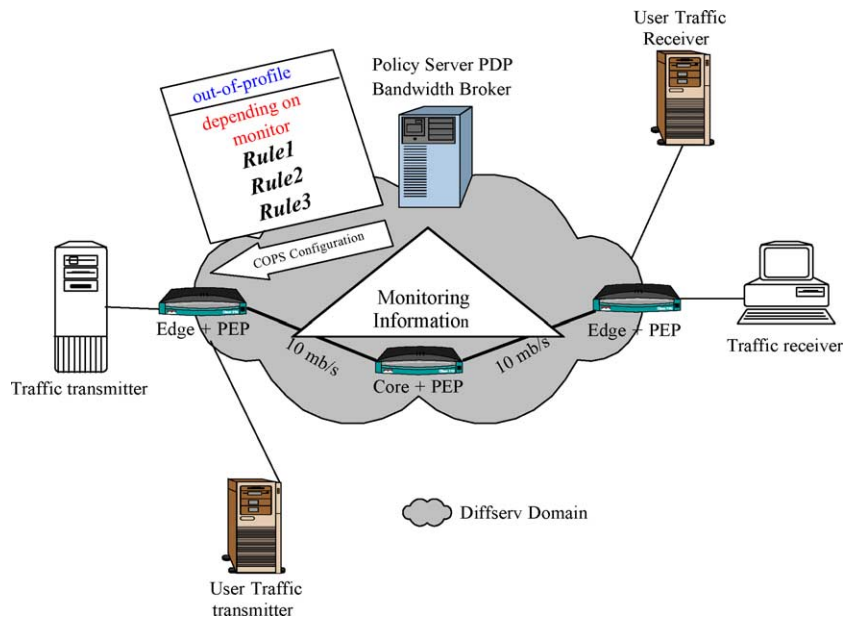 User Traffic
Receiver
Policy Server PDP
Bandwidth Broker
out-of-profile
depending on
monitor
Rule1
Rule2
Rule3
COPS Configuration
Monitoring
Information
Edge + PEP
Edge + PEP
10 mb/s
10 mb/s
Core + PEP
Traffic transmitter
Traffic receiver
Diffserv Domain
User Traffic
transmitter